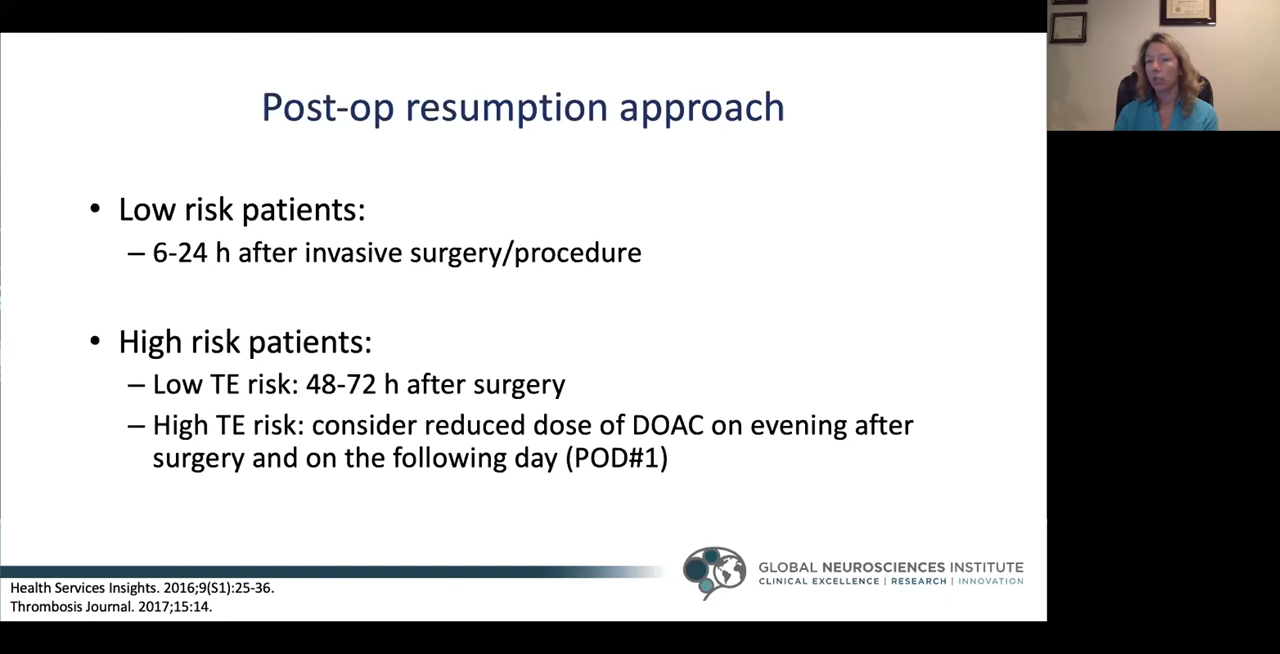 Post-op resumption approach
• Low risk patients:
– 6-24 h after invasive surgery/procedure
• High risk patients:
– Low TE risk: 48-72 h after surgery
– High TE risk: consider reduced dose of DOAC on evening after
surgery and on the following day (POD#1)
Health Services Insights. 2016;9(S1):25-36.
Thrombosis Journal. 2017;15:14.
GLOBAL NEUROSCIENCES INSTITUTE
CLINICAL EXCELLENCE | RESEARCH | INNOVATION